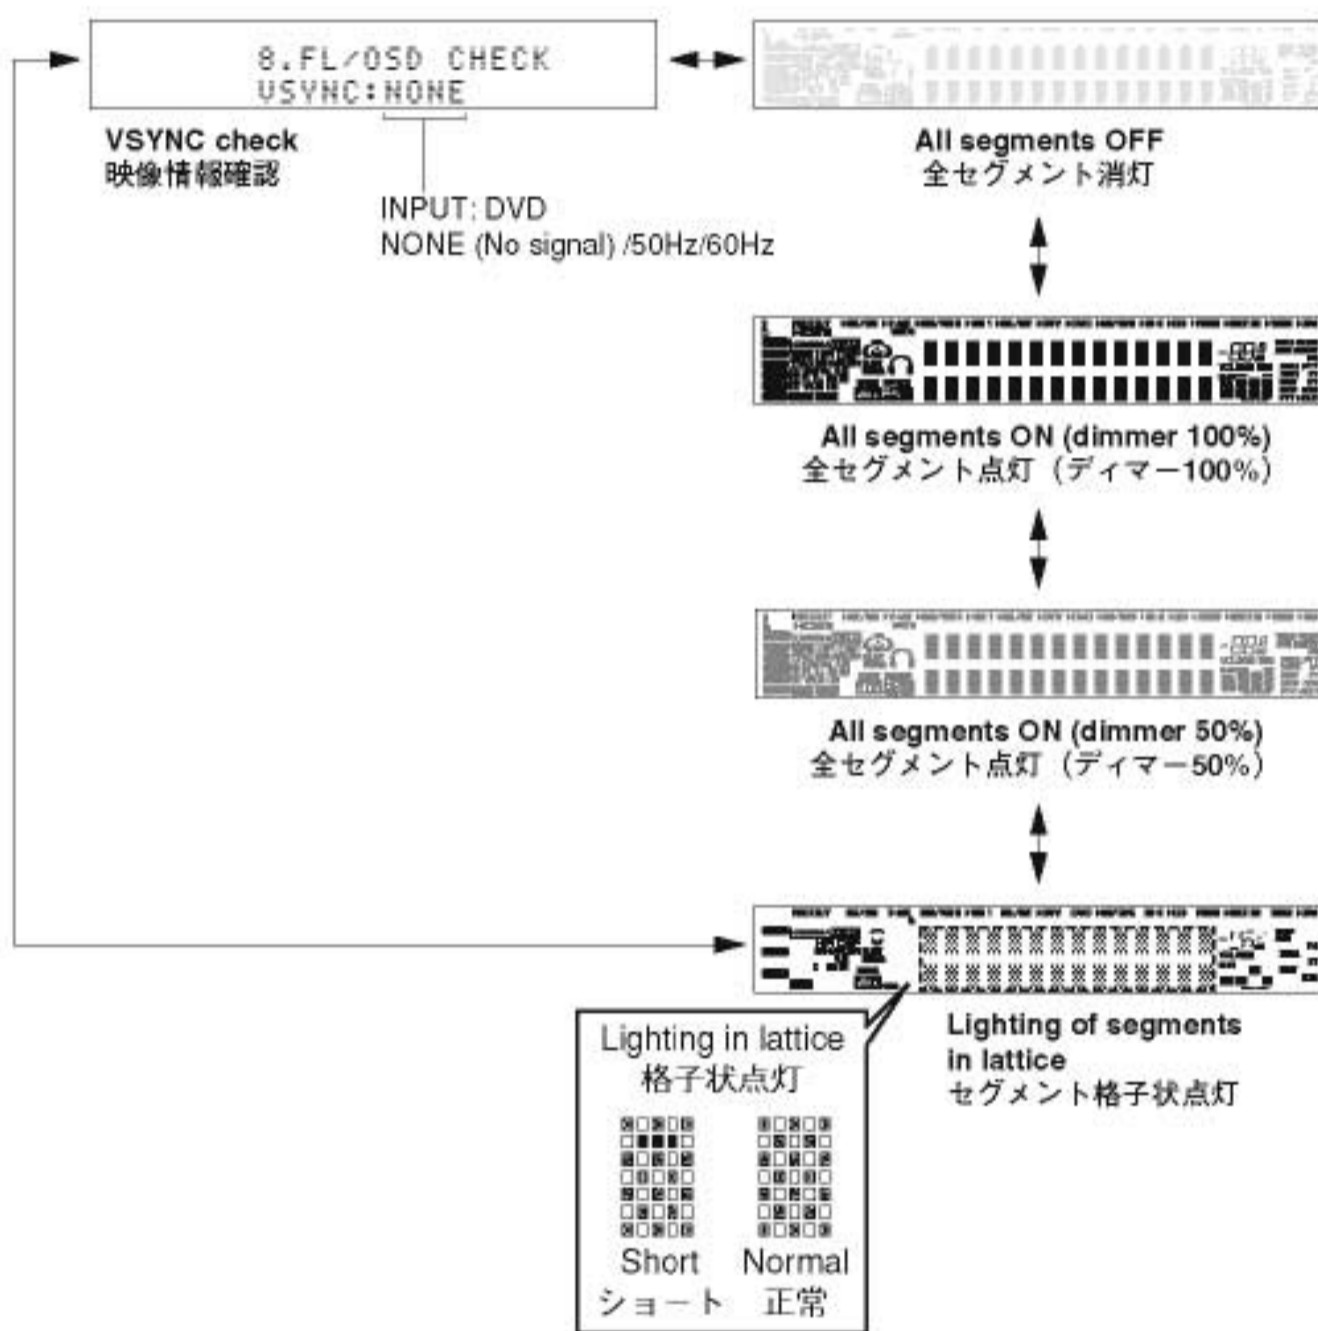 8.FL/OSD CHECK
VSYNC:NONE
VSYNC check
映像情報確認
INPUT: DVD
NONE (No signal) /50Hz/60Hz
All segments OFF
全セグメント消灯
All segments ON (dimmer 100%)
全セグメント点灯（ディマー100%）
All segments ON (dimmer 50%)
全セグメント点灯（ディマー50%）
Lighting of segments
in lattice
セグメント格子状点灯
Lighting in lattice
格子状点灯
Short
ショート
Normal
正常